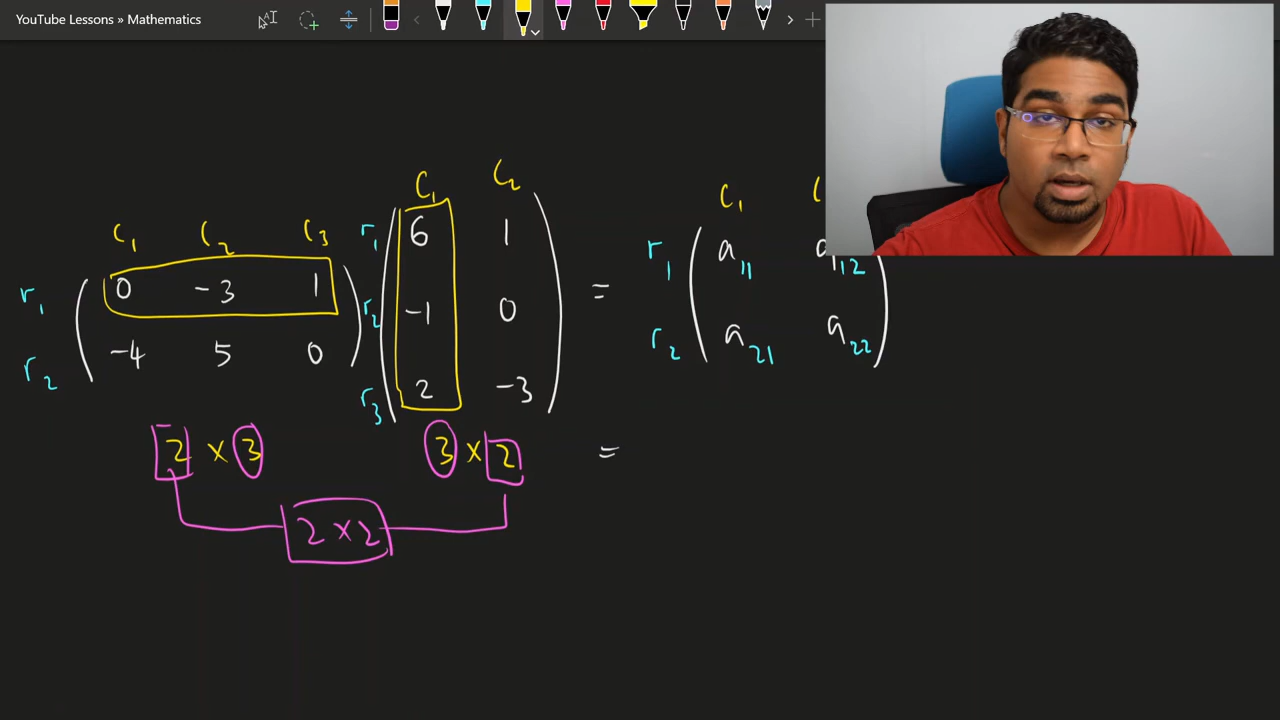 YouTube Lessons » Mathematics
C₁ C₂ C₃
r₁ ( 0 -3 1 )
r₂ ( -4 5 0 )
C₁ C₂
r₁ ( 6 1 )
r₂ ( -1 0 )
r₃ ( 2 -3 )
=
C₁
r₁ ( a₁₁ a₁₂ )
r₂ ( a₂₁ a₂₂ )
2 × 3 3 × 2 =
2 × 2